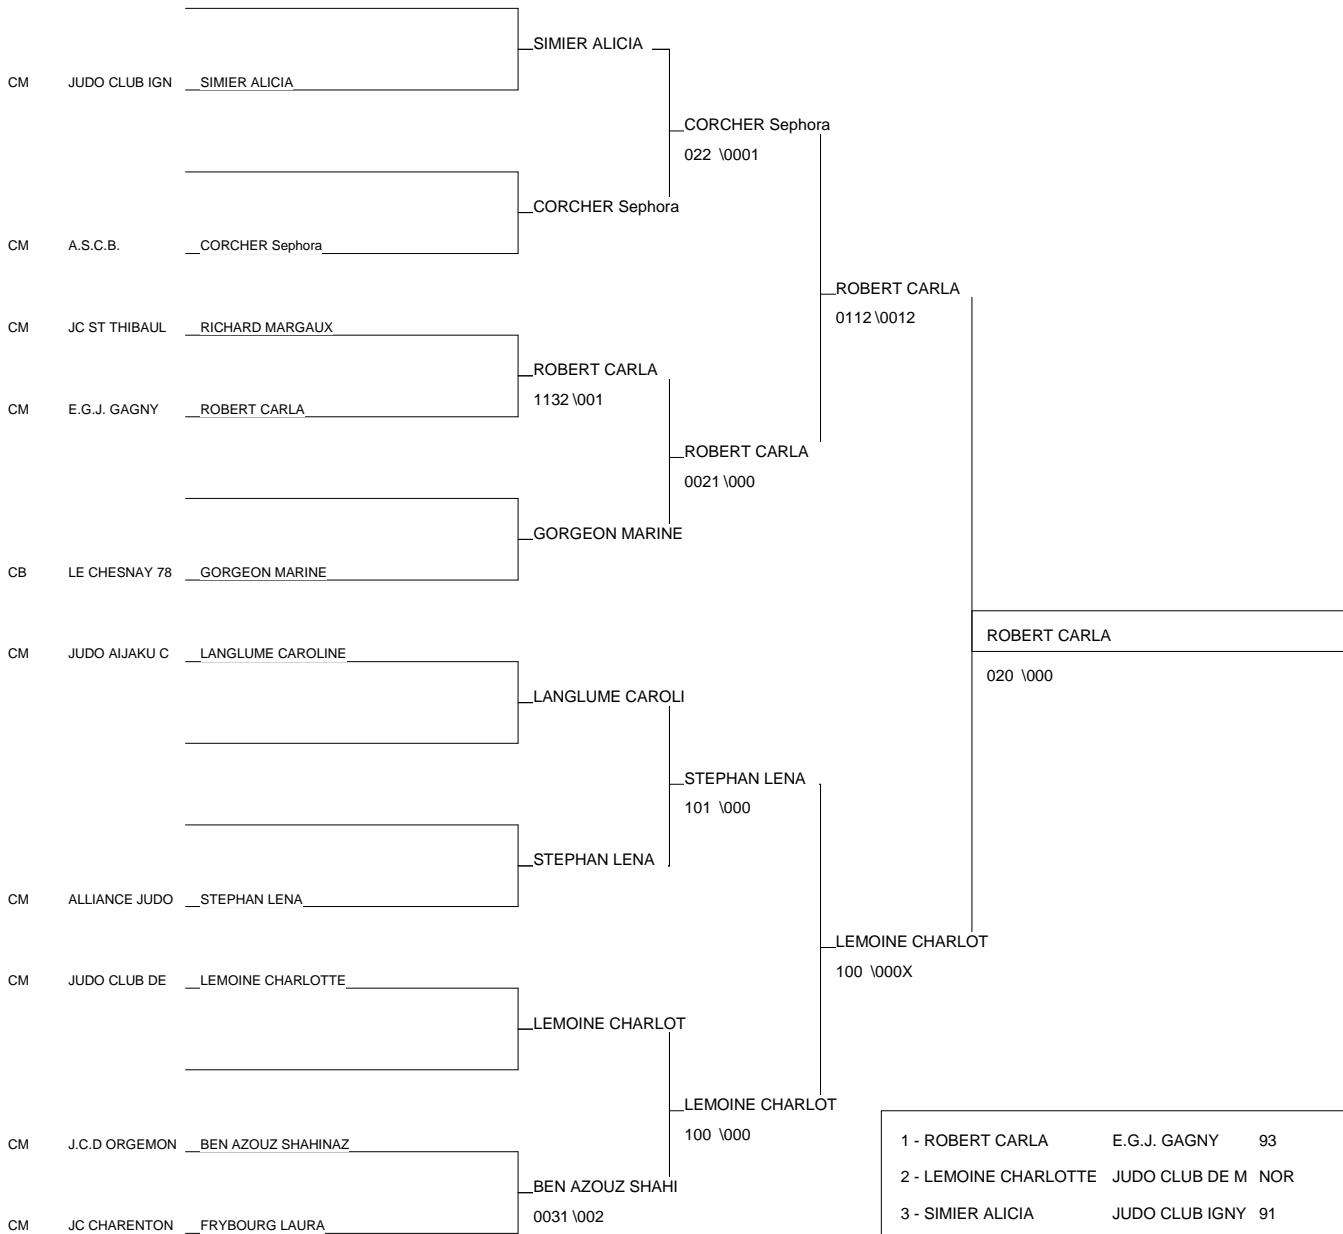 SIMIER ALICIA
CM JUDO CLUB IGN SIMIER ALICIA
CORCHER Sephora
022 \0001
CORCHER Sephora
CM A.S.C.B. CORCHER Sephora
ROBERT CARLA
0112 \0012
CM JC ST THIBAUL RICHARD MARGAUX
ROBERT CARLA
1132 \001
CM E.G.J. GAGNY ROBERT CARLA
ROBERT CARLA
0021 \000
GORGEON MARINE
CB LE CHESNAY 78 GORGEON MARINE
ROBERT CARLA
020 \000
CM JUDO AIJAKU C LANGLUME CAROLINE
LANGLUME CAROLI
STEPHAN LENA
101 \000
STEPHAN LENA
CM ALLIANCE JUDO STEPHAN LENA
LEMOINE CHARLOT
100 \000X
CM JUDO CLUB DE LEMOINE CHARLOTTE
LEMOINE CHARLOT
LEMOINE CHARLOT
100 \000
CM J.C.D ORGEMON BEN AZOUZ SHAHINAZ
BEN AZOUZ SHAHI
0031 \002
CM JC CHARENTON FRYBOURG LAURA
1 - ROBERT CARLA E.G.J. GAGNY 93
2 - LEMOINE CHARLOTTE JUDO CLUB DE M NOR
3 - SIMIER ALICIA JUDO CLUB IGNY 91